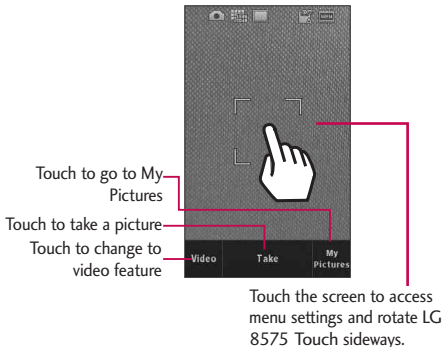 Touch to go to My
Pictures
Touch to take a picture
Touch to change to
video feature
Video
Take
My
Pictures
Touch the screen to access
menu settings and rotate LG
8575 Touch sideways.